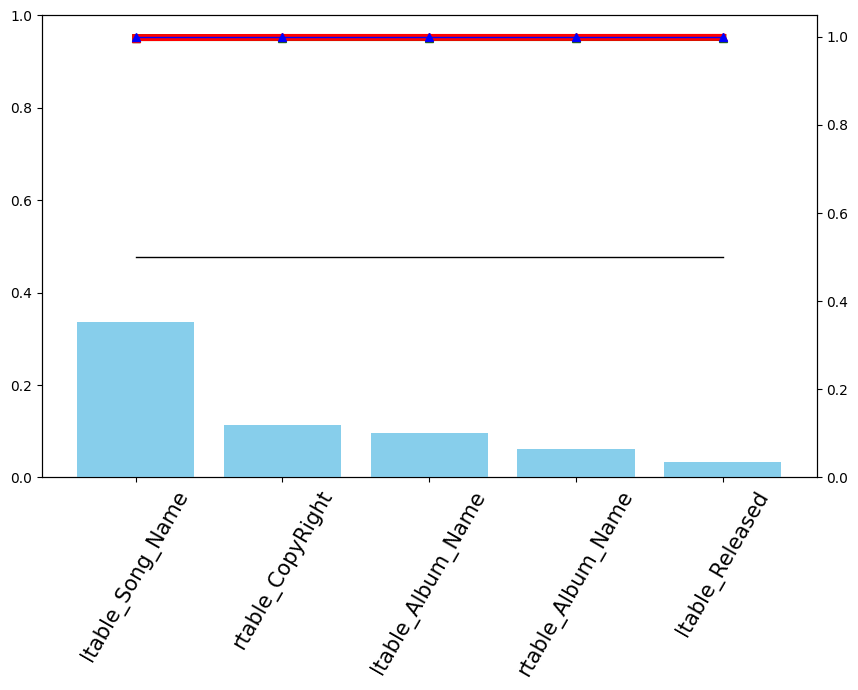 1.0
0.8
0.6
0.4
0.2
0.0
1.0
0.8
0.6
0.4
0.2
0.0
ltable_Song_Name
rtable_CopyRight
ltable_Album_Name
rtable_Album_Name
ltable_Released